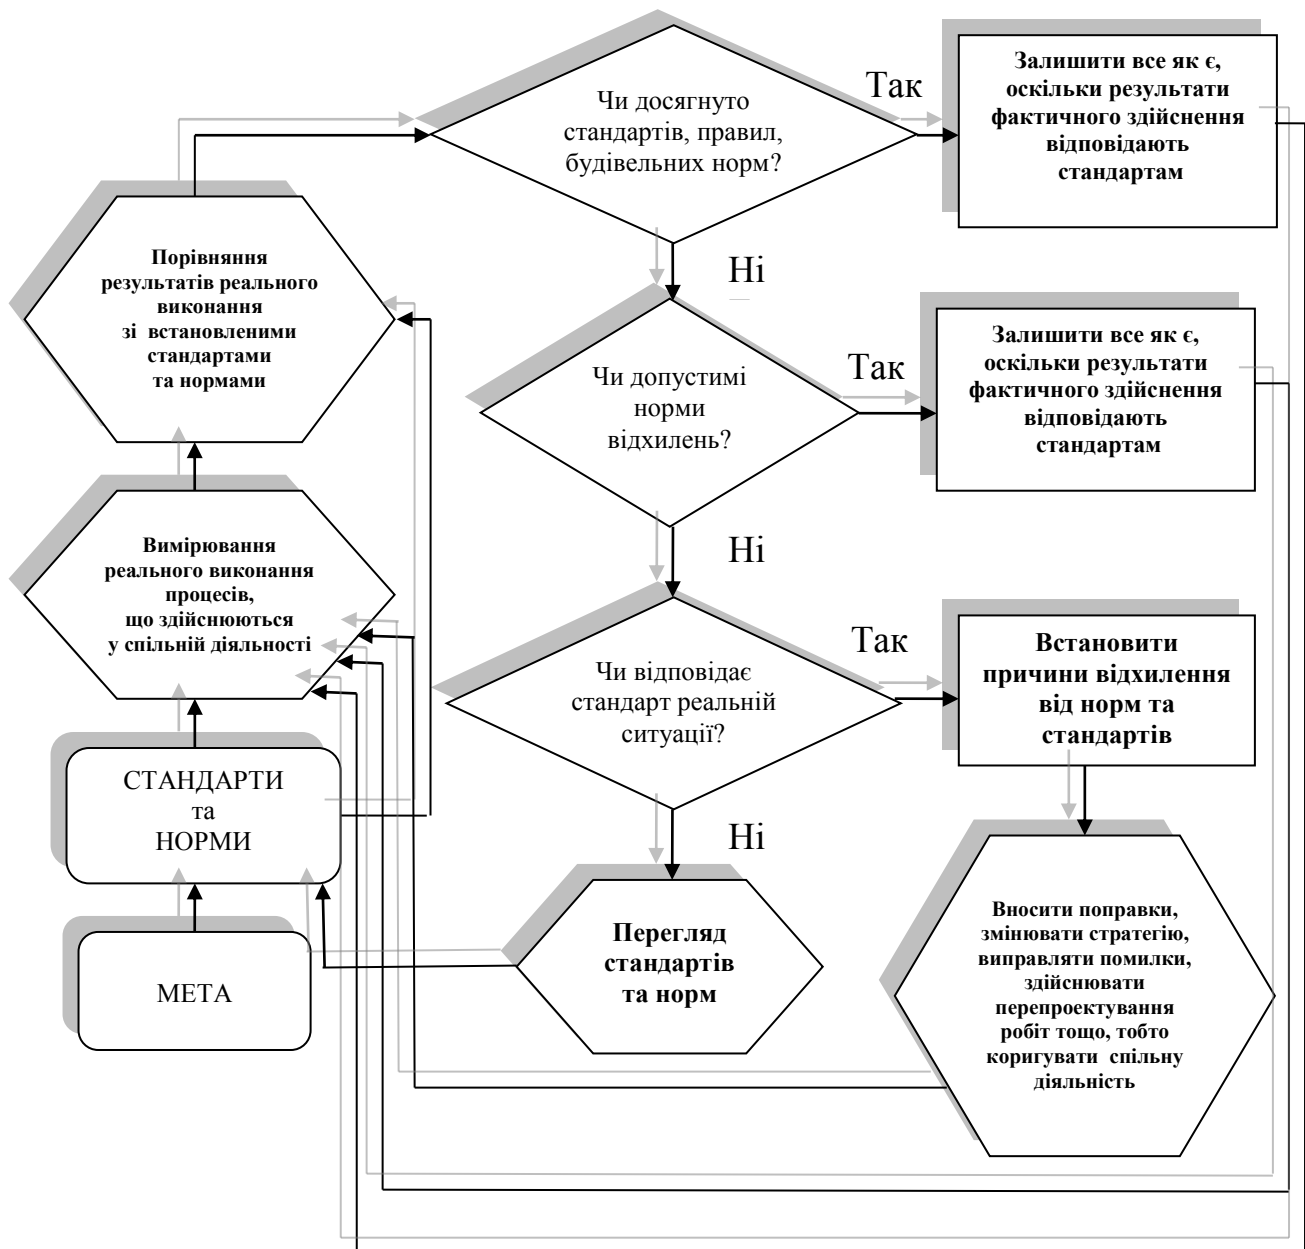 Чи досягнуто
стандартів, правил,
будівельних норм?
Так
Залишити все як є,
оскільки результати
фактичного здійснення
відповідають
стандартам
Порівняння
результатів реального
виконання
зі встановленими
стандартами
та нормами
Ні
Чи допустимі
норми
відхилень?
Так
Залишити все як є,
оскільки результати
фактичного здійснення
відповідають
стандартам
Вимірювання
реального виконання
процесів,
що здійснюються
у спільній діяльності
Ні
Чи відповідає
стандарт реальній
ситуації?
Так
Встановити
причини відхилення
від норм та
стандартів
СТАНДАРТИ
та
НОРМИ
Ні
Перегляд
стандартів
та норм
МЕТА
Вносити поправки,
змінювати стратегію,
виправляти помилки,
здійснювати
перепроектування
робіт тощо, тобто
коригувати спільну
діяльність